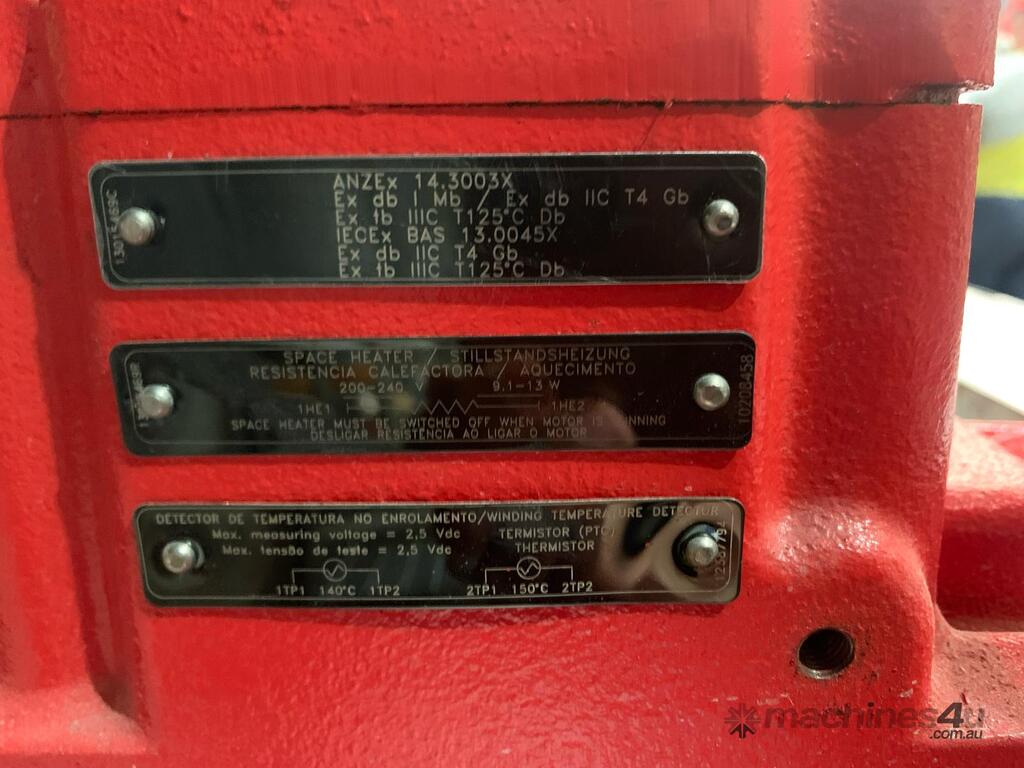 ANZEx 14.3003X
Ex db I Mb / Ex db IIC T4 Gb
Ex tb IIIC T125°C Db
IECEx BAS 13.0045X
Ex db IIC T4 Gb
Ex tb IIIC T125°C Db
SPACE HEATER / STILLSTANDSHEIZUNG
RESISTENCIA CALEFACTORA / AQUECIMENTO
200-240 V 9,1-13 W
1HE1 1HE2
SPACE HEATER MUST BE SWITCHED OFF WHEN MOTOR IS
DESLIGAR RESISTÊNCIA AO LIGAR O MOTOR
10208458
DETECTOR DE TEMPERATURA NO ENROLAMENTO/WINDING TEMPERATURE DETECTOR
Max. measuring voltage = 2,5 Vdc TERMISTOR (PTC)
Max. tensão de teste = 2,5 Vdc THERMISTOR
1TP1 140°C 1TP2 2TP1 150°C 2TP2
machines4u
.com.au